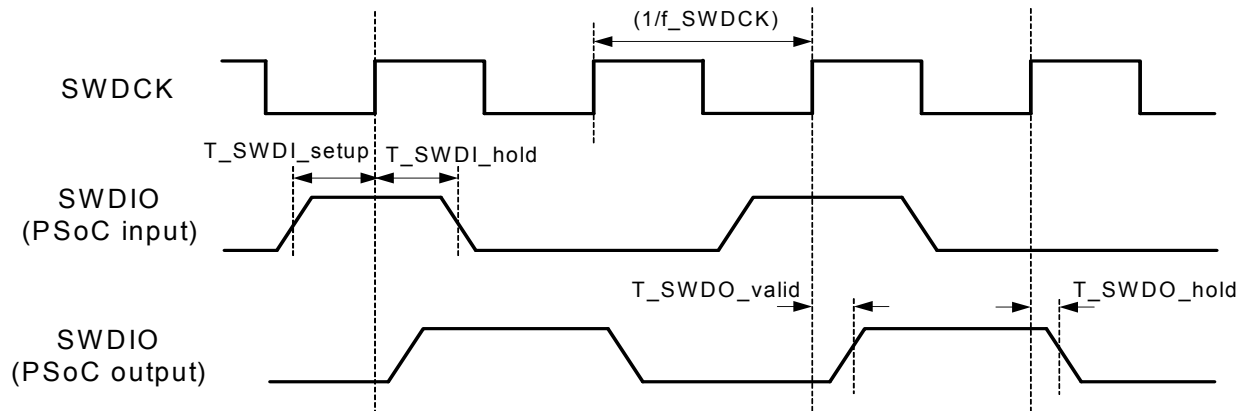 (1/f_SWDCK)
SWDCK
T_SWDI_setup T_SWDI_hold
SWDIO
(PSoC input)
T_SWDO_valid T_SWDO_hold
SWDIO
(PSoC output)